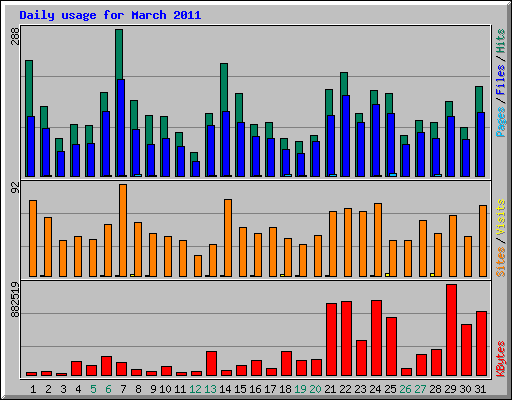 Daily usage for March 2011
288
Pages / Files / Hits
92
Sites / Visits
882519
KBytes
1 2 3 4 5 6 7 8 9 10 11 12 13 14 15 16 17 18 19 20 21 22 23 24 25 26 27 28 29 30 31